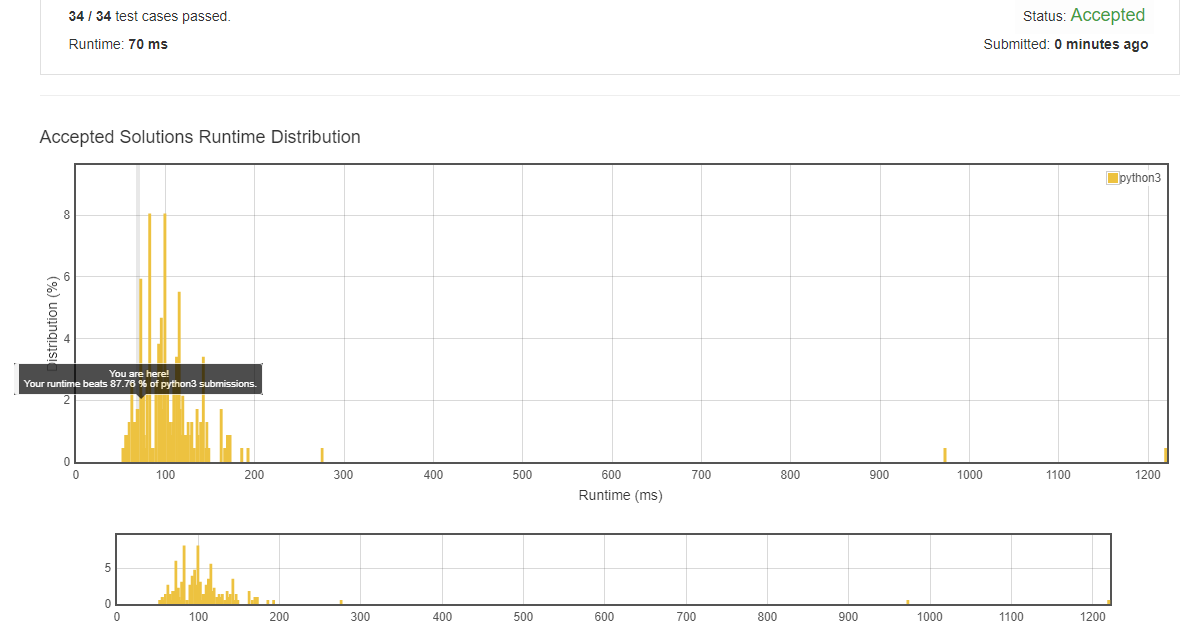 34 / 34 test cases passed.
Status: Accepted
Runtime: 70 ms
Submitted: 0 minutes ago
Accepted Solutions Runtime Distribution
python3
8
6
4
2
0
Distribution (%)
You are here!
Your runtime beats 87.76 % of python3 submissions.
0 100 200 300 400 500 600 700 800 900 1000 1100 1200
Runtime (ms)
5
0
0 100 200 300 400 500 600 700 800 900 1000 1100 1200